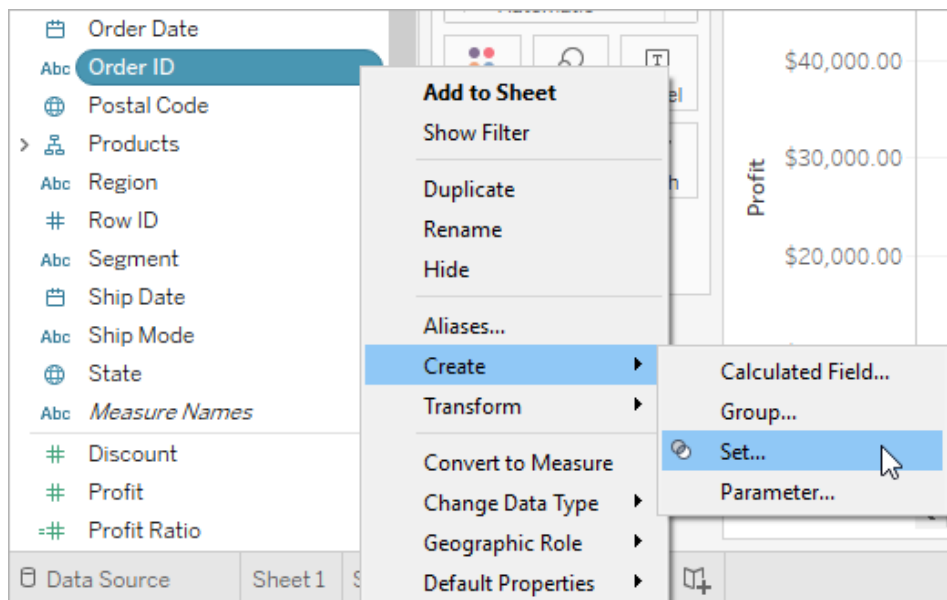 Order Date
Abc Order ID
Postal Code
Products
Abc Region
Row ID
Abc Segment
Ship Date
Abc Ship Mode
State
Abc Measure Names
Discount
Profit
Profit Ratio
Data Source
Sheet 1
Automatic
T
Add to Sheet
Show Filter
Duplicate
Rename
Hide
Aliases...
Create
Transform
Convert to Measure
Change Data Type
Geographic Role
Default Properties
Calculated Field...
Group...
Set...
Parameter...
Profit
$40,000.00
$30,000.00
$20,000.00